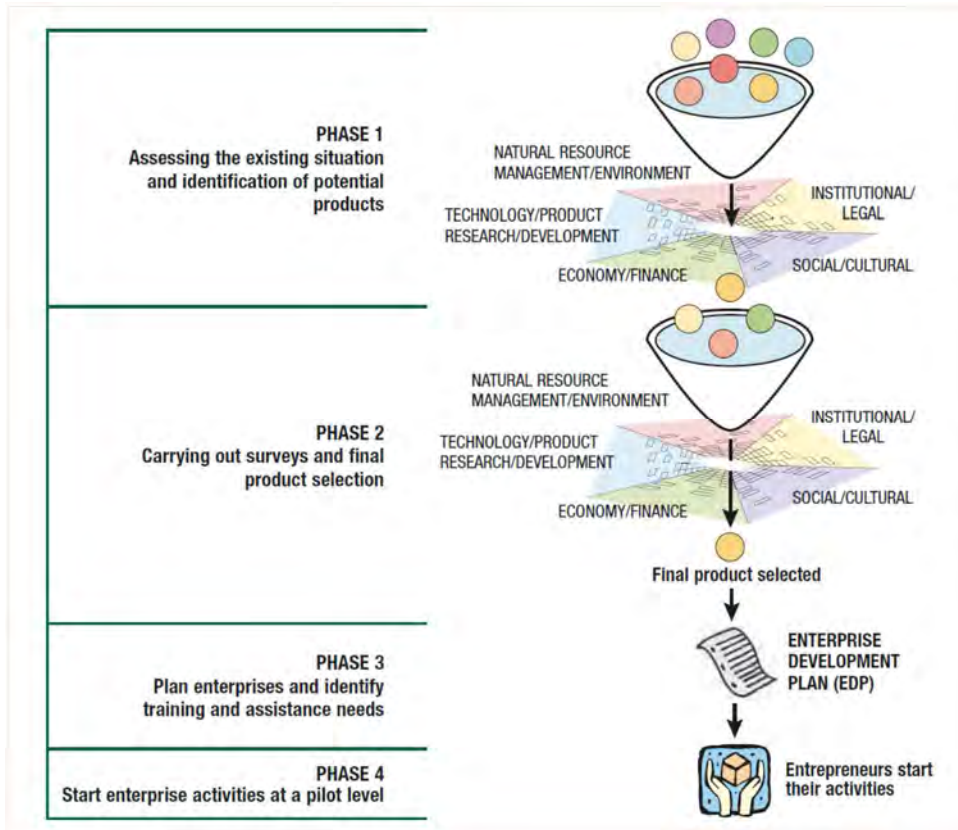 PHASE 1
Assessing the existing situation
and identification of potential
products
NATURAL RESOURCE
MANAGEMENT/ENVIRONMENT
INSTITUTIONAL/
LEGAL
TECHNOLOGY/PRODUCT
RESEARCH/DEVELOPMENT
ECONOMY/FINANCE
SOCIAL/CULTURAL
PHASE 2
Carrying out surveys and final
product selection
NATURAL RESOURCE
MANAGEMENT/ENVIRONMENT
INSTITUTIONAL/
LEGAL
TECHNOLOGY/PRODUCT
RESEARCH/DEVELOPMENT
ECONOMY/FINANCE
SOCIAL/CULTURAL
Final product selected
PHASE 3
Plan enterprises and identify
training and assistance needs
ENTERPRISE
DEVELOPMENT
PLAN (EDP)
PHASE 4
Start enterprise activities at a pilot level
Entrepreneurs start
their activities